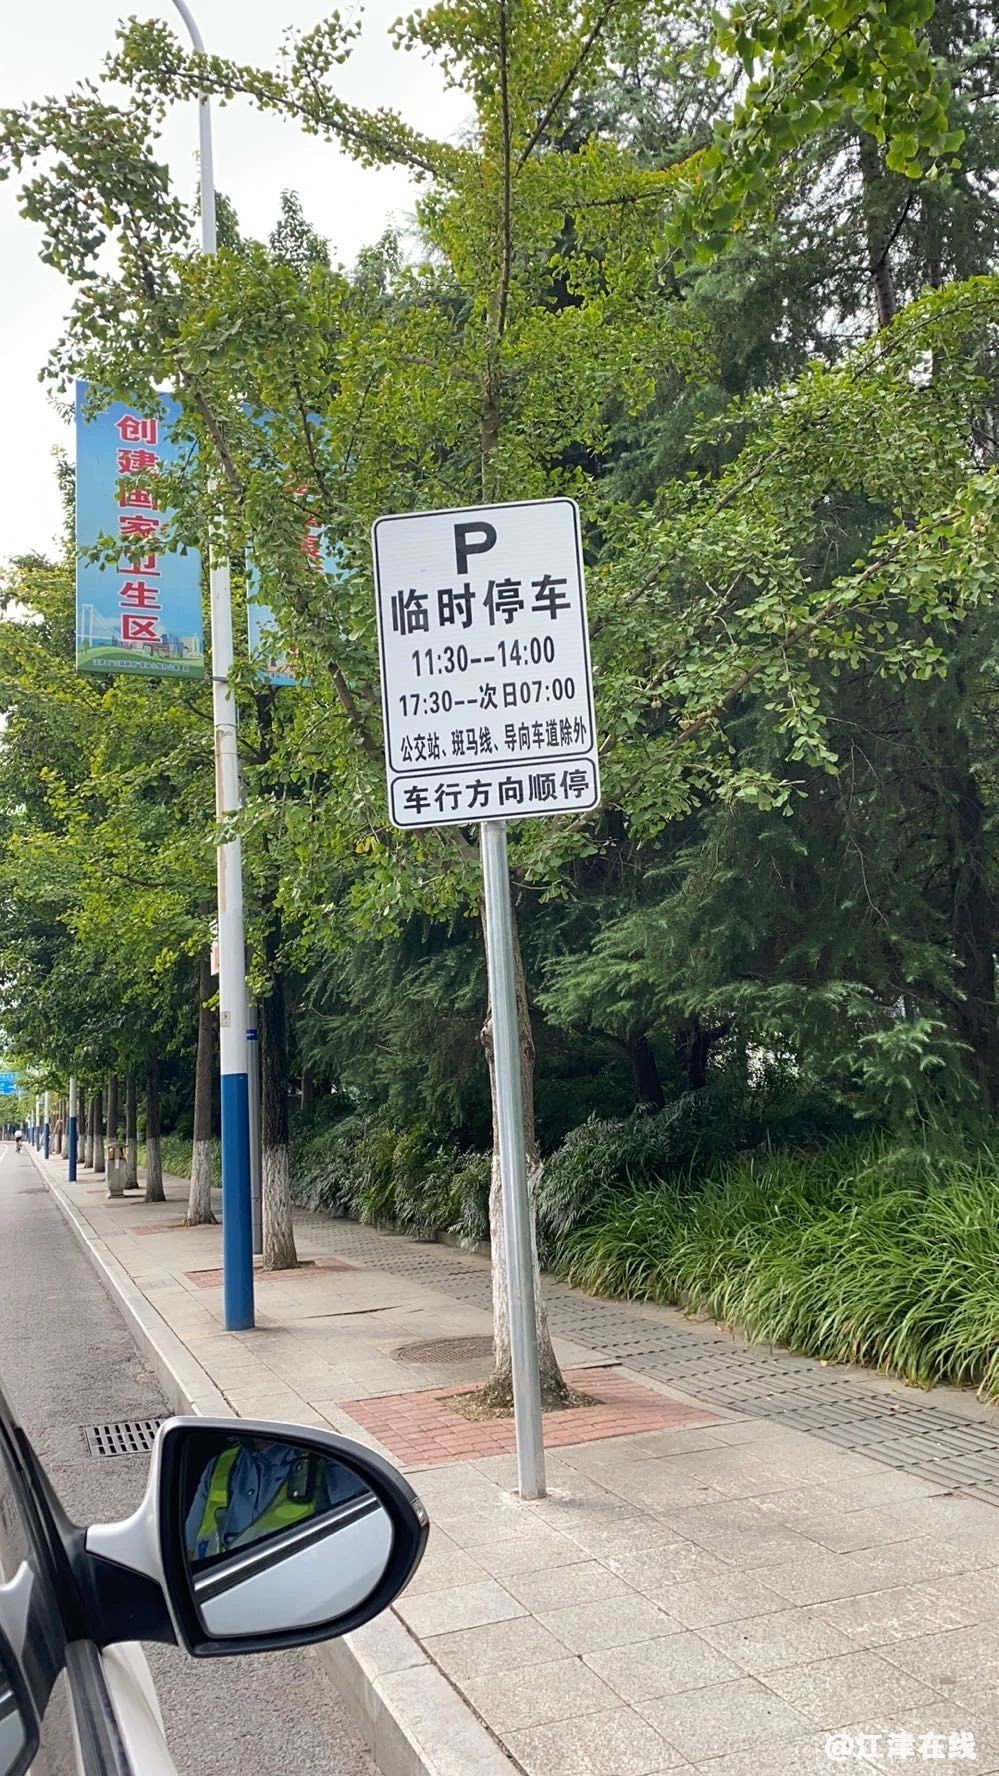 创建国家卫生区
P
临时停车
11:30--14:00
17:30--次日07:00
公交站、斑马线、导向车道除外
车行方向顺停
@江津在线